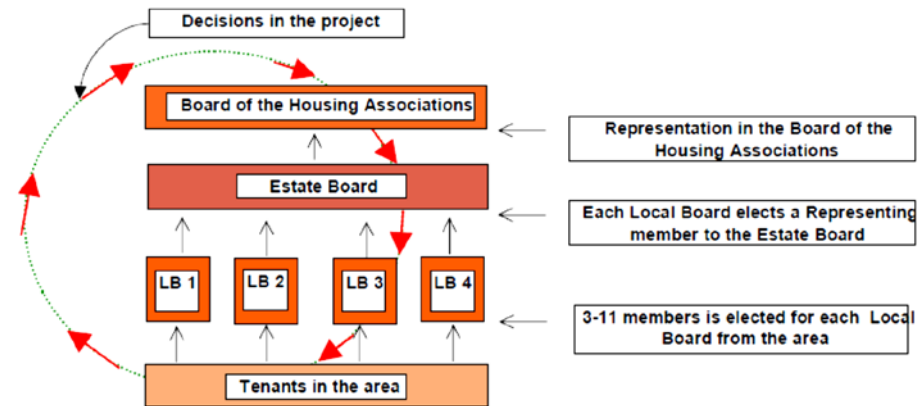 Decisions in the project
Board of the Housing Associations
Representation in the Board of the
Housing Associations
Estate Board
Each Local Board elects a Representing
member to the Estate Board
LB 1
LB 2
LB 3
LB 4
3-11 members is elected for each Local
Board from the area
Tenants in the area